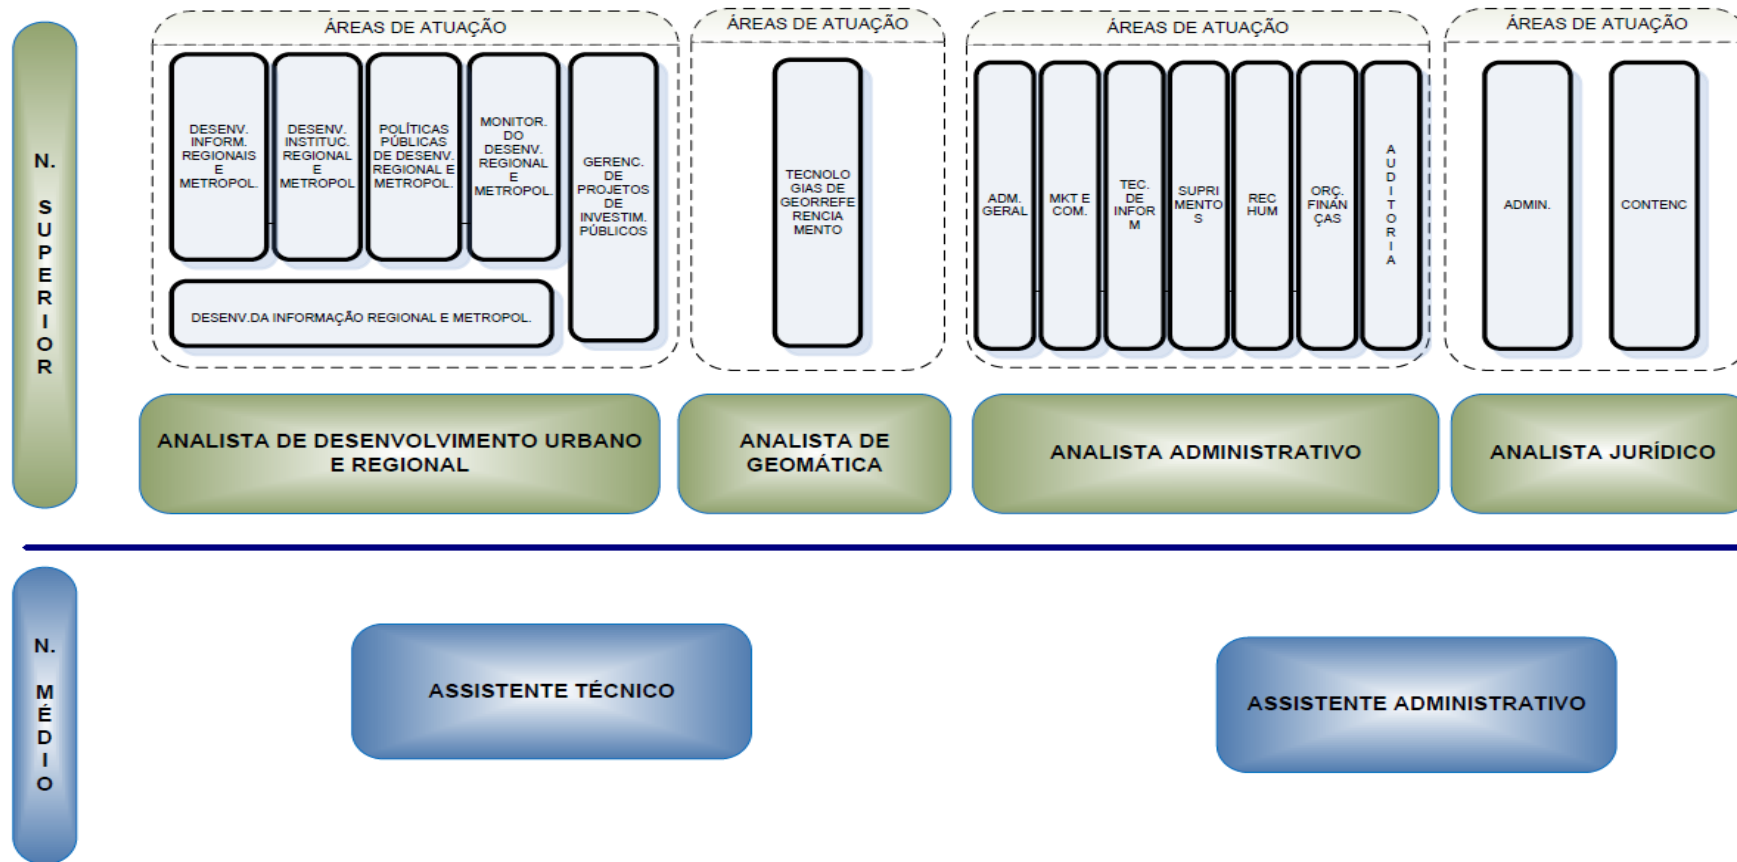 N.
SUPERIOR
ÁREAS DE ATUAÇÃO
DESENV.
INFORM.
REGIONAIS
E
METROPOL.
DESENV.
INSTITUC.
REGIONAL
E
METROPOL
POLÍTICAS
PÚBLICAS
DE DESENV.
REGIONAL E
METROPOL.
MONITOR.
DO
DESENV.
REGIONAL
E
METROPOL.
GERENC.
DE
PROJETOS
DE
INVESTIM.
PÚBLICOS
DESENV.DA INFORMAÇÃO REGIONAL E METROPOL.
ANALISTA DE DESENVOLVIMENTO URBANO
E REGIONAL
ÁREAS DE ATUAÇÃO
TECNOLO
GIAS DE
GEORREFE
RENCIA
MENTO
ANALISTA DE
GEOMÁTICA
ÁREAS DE ATUAÇÃO
ADM.
GERAL
MKT E
COM.
TEC.
DE
INFOR
M
SUPRI
MENTO
S
REC
HUM
ORÇ.
FINAN
ÇAS
AUDITORIA
ANALISTA ADMINISTRATIVO
ÁREAS DE ATUAÇÃO
ADMIN.
CONTENC
ANALISTA JURÍDICO
N.
MÉDIO
ASSISTENTE TÉCNICO
ASSISTENTE ADMINISTRATIVO